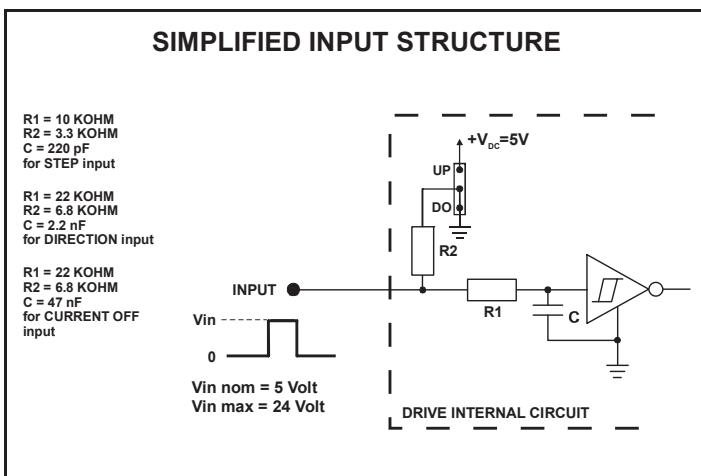 SIMPLIFIED INPUT STRUCTURE
R1 = 10 KOHM
R2 = 3.3 KOHM
C = 220 pF
for STEP input
R1 = 22 KOHM
R2 = 6.8 KOHM
C = 2.2 nF
for DIRECTION input
R1 = 22 KOHM
R2 = 6.8 KOHM
C = 47 nF
for CURRENT OFF
input
+VDC=5V
UP
DO
R2
INPUT
R1
C
Vin
0
Vin nom = 5 Volt
Vin max = 24 Volt
DRIVE INTERNAL CIRCUIT